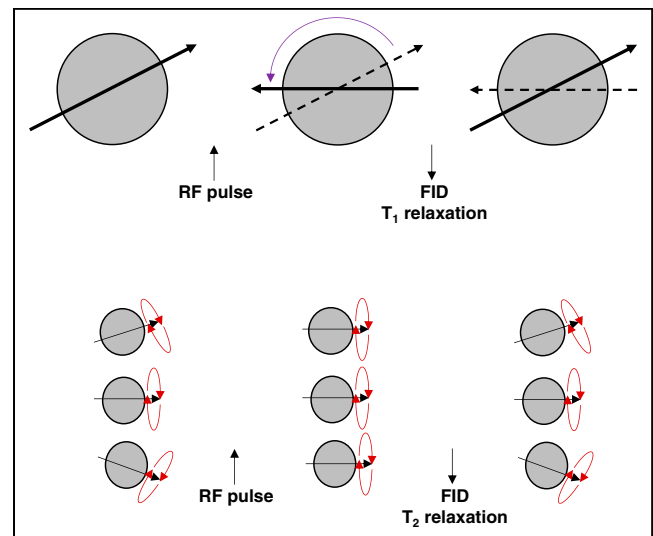 RF pulse
FID
T₁ relaxation
RF pulse
FID
T₂ relaxation